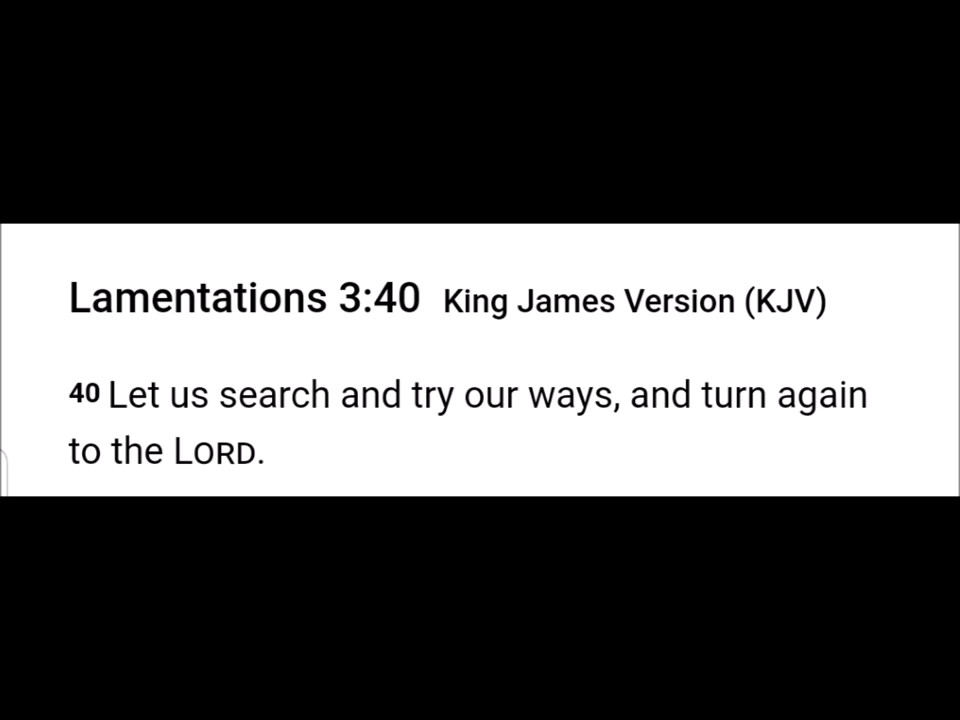 Lamentations 3:40 King James Version (KJV)
40 Let us search and try our ways, and turn again
to the LORD.